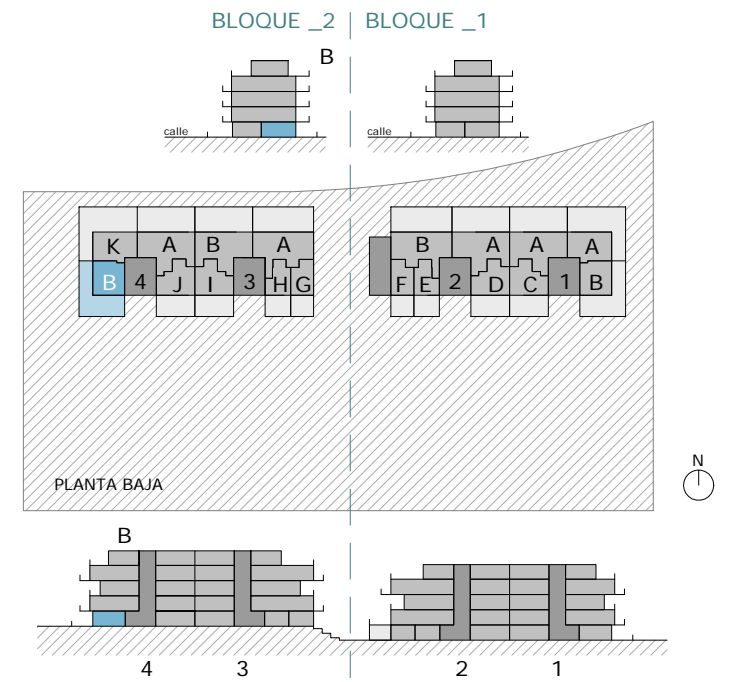 BLOQUE _2 BLOQUE _1
B
calle calle
K A B A B A A A
B 4 J I 3 H G F E 2 D C 1 B
PLANTA BAJA
N
B
4 3 2 1